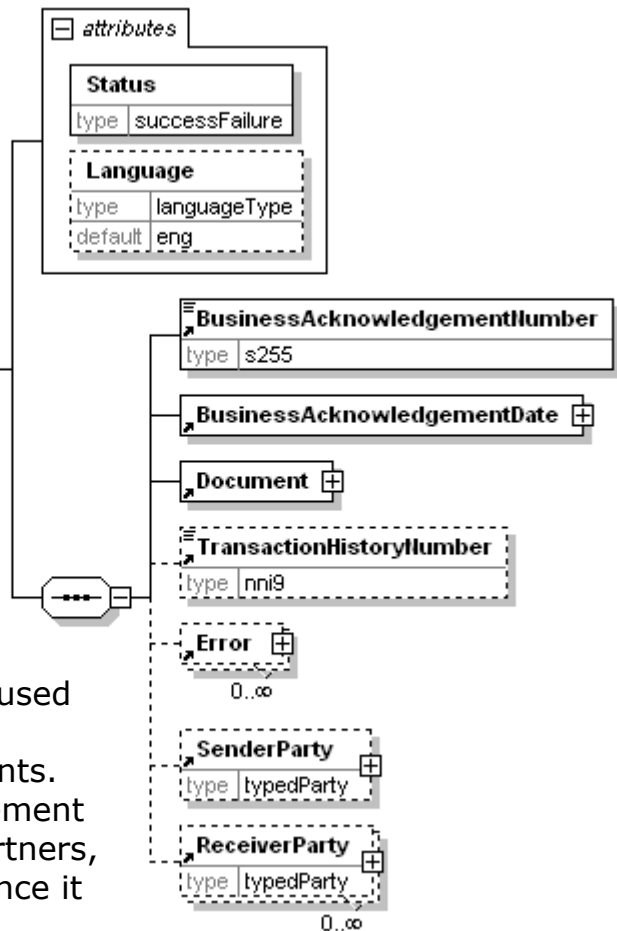 attributes
Status
type successFailure
Language
type languageType
default eng
BusinessAcknowledgementNumber
type s255
BusinessAcknowledgementDate
Document
TransactionHistoryNumber
type nni9
Error
0..∞
SenderParty
type typedParty
ReceiverParty
type typedParty
0..∞
used
nts.
ement
rtners,
nce it